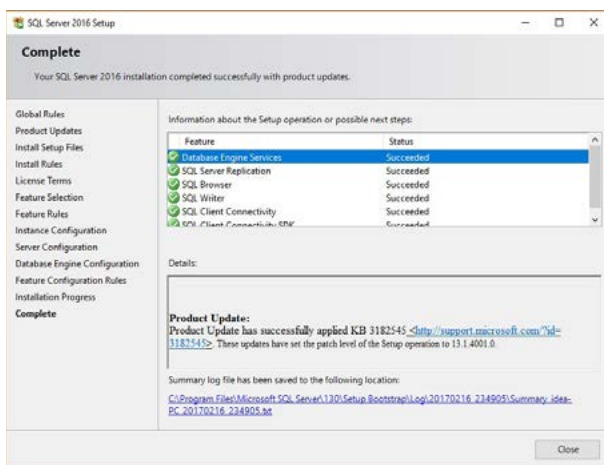 SQL Server 2016 Setup
Complete
Your SQL Server 2016 installation completed successfully with product updates.
Global Rules
Product Updates
Install Setup Files
Install Rules
License Terms
Feature Selection
Feature Rules
Instance Configuration
Server Configuration
Database Engine Configuration
Feature Configuration Rules
Installation Progress
Complete
Information about the Setup operation or possible next steps:
Feature Status
Database Engine Services Succeeded
SQL Server Replication Succeeded
SQL Browser Succeeded
SQL Writer Succeeded
SQL Client Connectivity Succeeded
SQL Client Connectivity SDK Succeeded
Details:
Product Update:
Product Update has successfully applied KB 3182545 <http://support.microsoft.com/?id=
3182545>. These updates have set the patch level of the Setup operation to 13.1.4001.0.
Summary log file has been saved to the following location:
C:\Program Files\Microsoft SQL Server\130\Setup Bootstrap\Log\20170216_234905\Summary_idea-
PC_20170216_234905.txt
Close